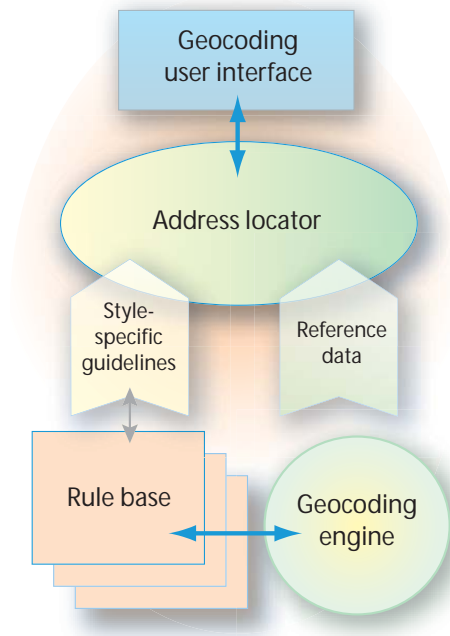 Geocoding
user interface
Address locator
Style-
specific
guidelines
Reference
data
Rule base
Geocoding
engine